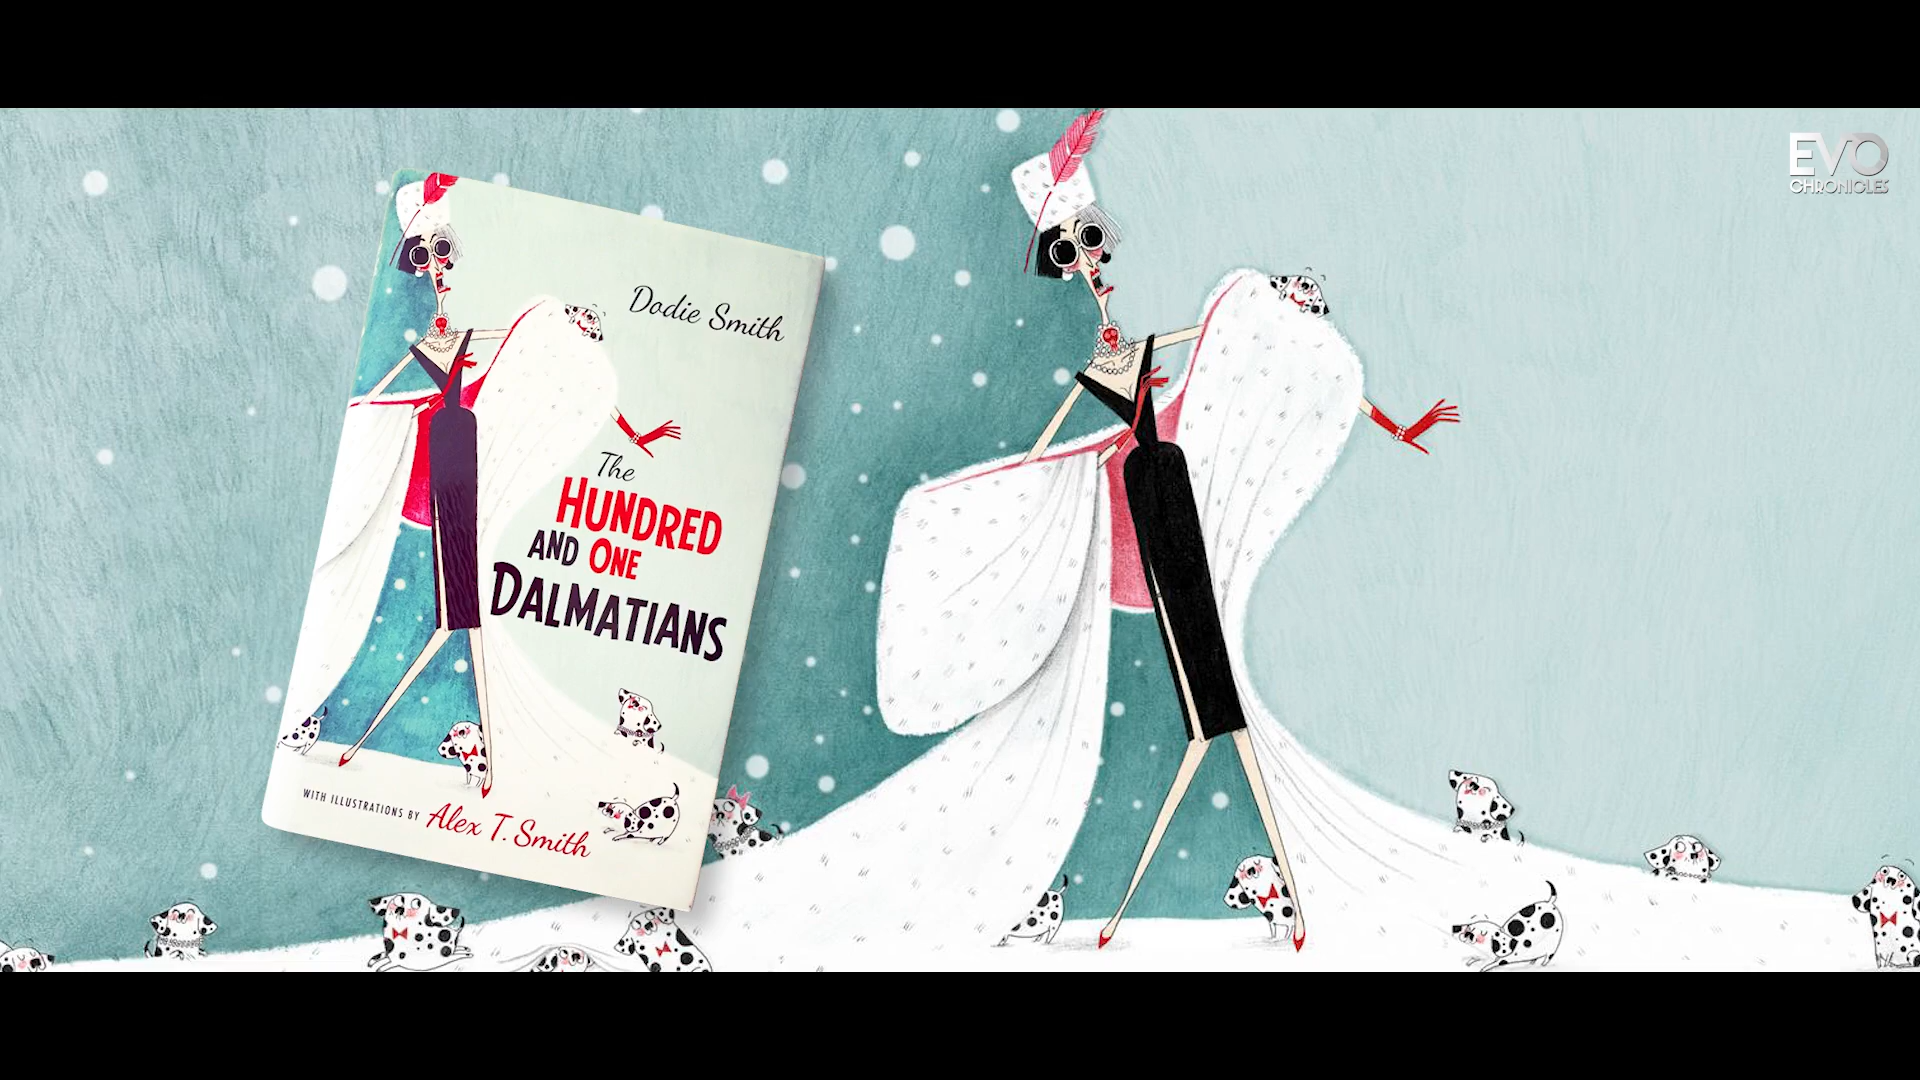 Dodie Smith
The
HUNDRED
AND ONE
DALMATIANS
WITH ILLUSTRATIONS BY Alex T. Smith
EVO
CHRONICLES